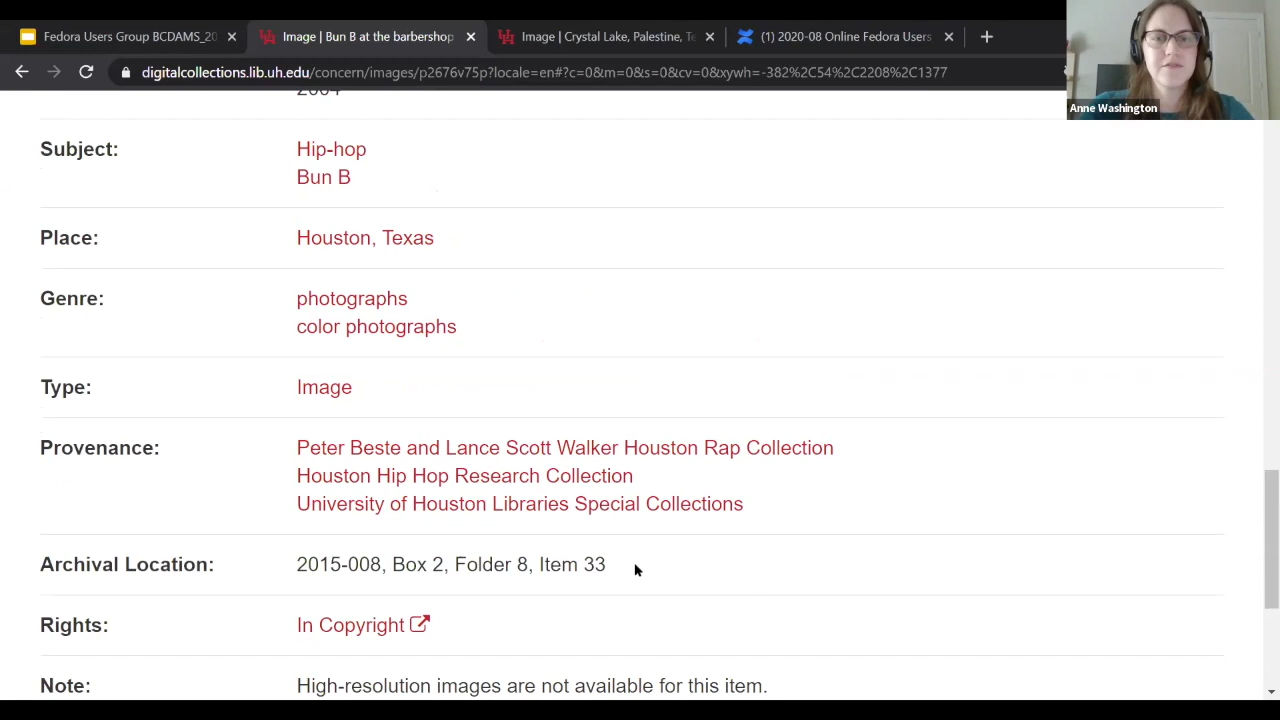 Fedora Users Group BCDAMS_20
Image | Bun B at the barbershop
Image | Crystal Lake, Palestine, Te
(1) 2020-08 Online Fedora Users
digitalcollections.lib.uh.edu/concern/images/p2676v75p?locale=en#?c=0&m=0&s=0&cv=0&xywh=-382%2C54%2C2208%2C1377
Anne Washington
2004
Subject: Hip-hop
Bun B
Place: Houston, Texas
Genre: photographs
color photographs
Type: Image
Provenance: Peter Beste and Lance Scott Walker Houston Rap Collection
Houston Hip Hop Research Collection
University of Houston Libraries Special Collections
Archival Location: 2015-008, Box 2, Folder 8, Item 33
Rights: In Copyright
Note: High-resolution images are not available for this item.